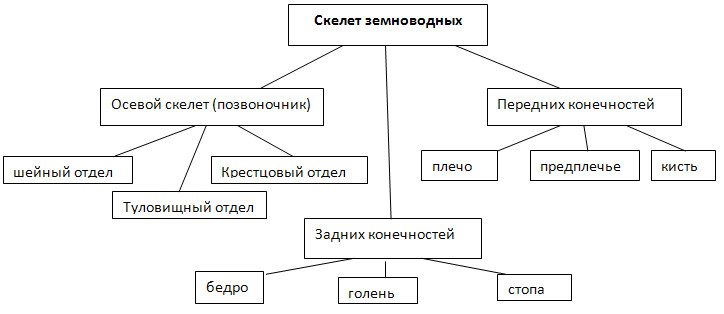 Скелет земноводных
Осевой скелет (позвоночник)
Передних конечностей
шейный отдел
Туловищный отдел
Крестцовый отдел
плечо
предплечье
кисть
Задних конечностей
бедро
голень
стопа